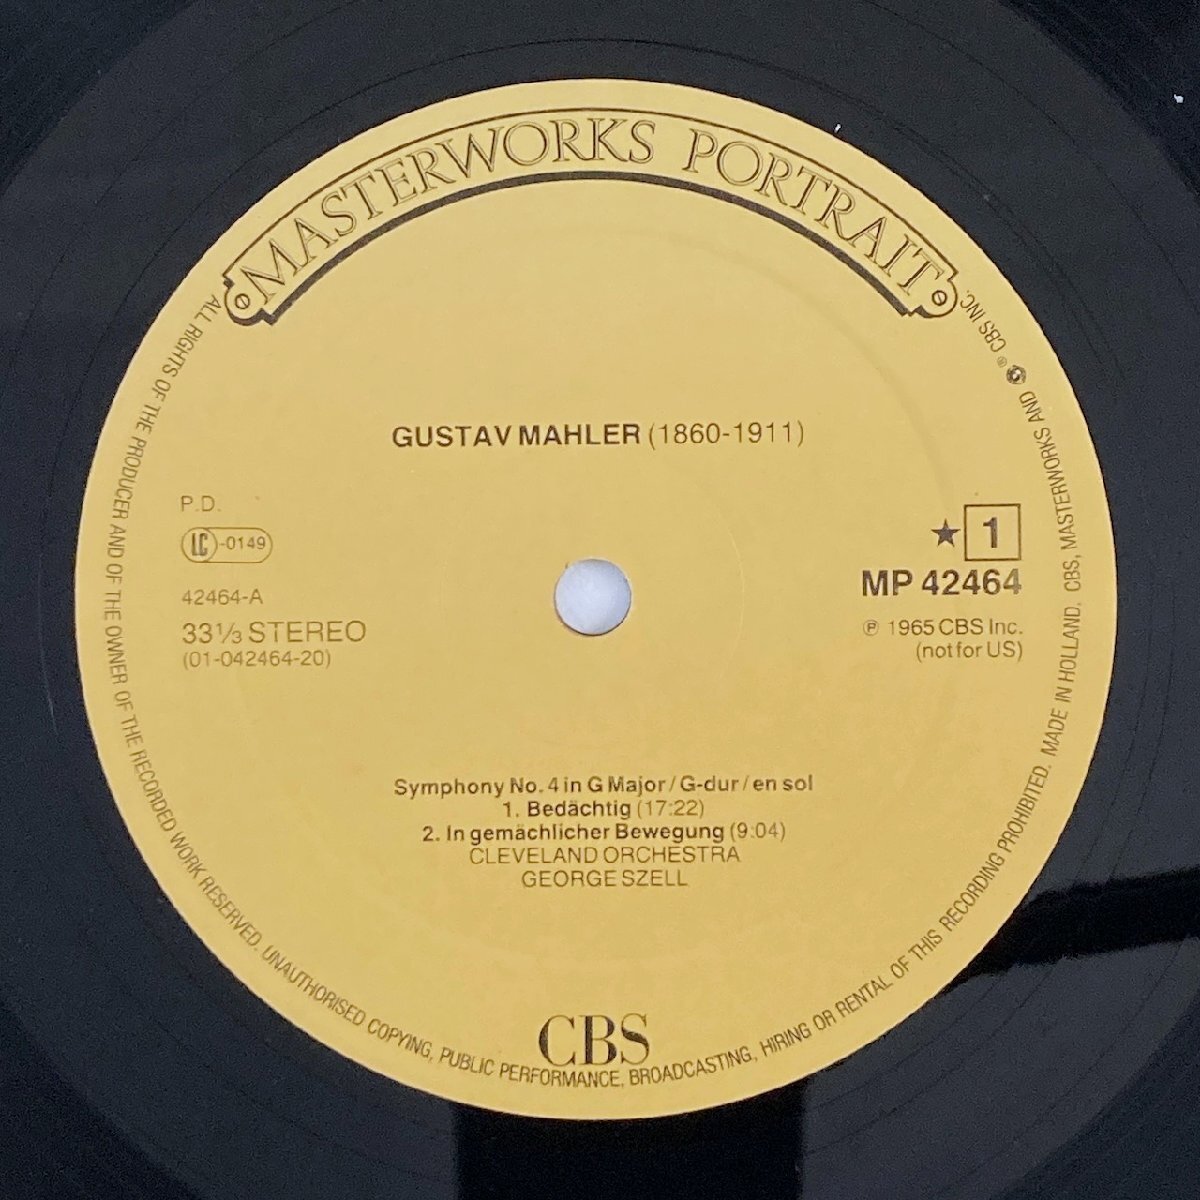 MASTERWORKS PORTRAIT
GUSTAV MAHLER (1860-1911)
P.D.
LC-0149
42464-A
33⅓ STEREO
(01-042464-20)
★ 1
MP 42464
℗ 1965 CBS Inc.
(not for US)
Symphony No. 4 in G Major / G-dur / en sol
1. Bedächtig (17:22)
2. In gemächlicher Bewegung (9:04)
CLEVELAND ORCHESTRA
GEORGE SZELL
CBS
ALL RIGHTS OF THE PRODUCER AND OF THE OWNER OF THE RECORDED WORK RESERVED. UNAUTHORISED COPYING, PUBLIC PERFORMANCE, BROADCASTING, HIRING OR RENTAL OF THIS RECORDING PROHIBITED. MADE IN HOLLAND. CBS, MASTERWORKS AND ® CBS INC.